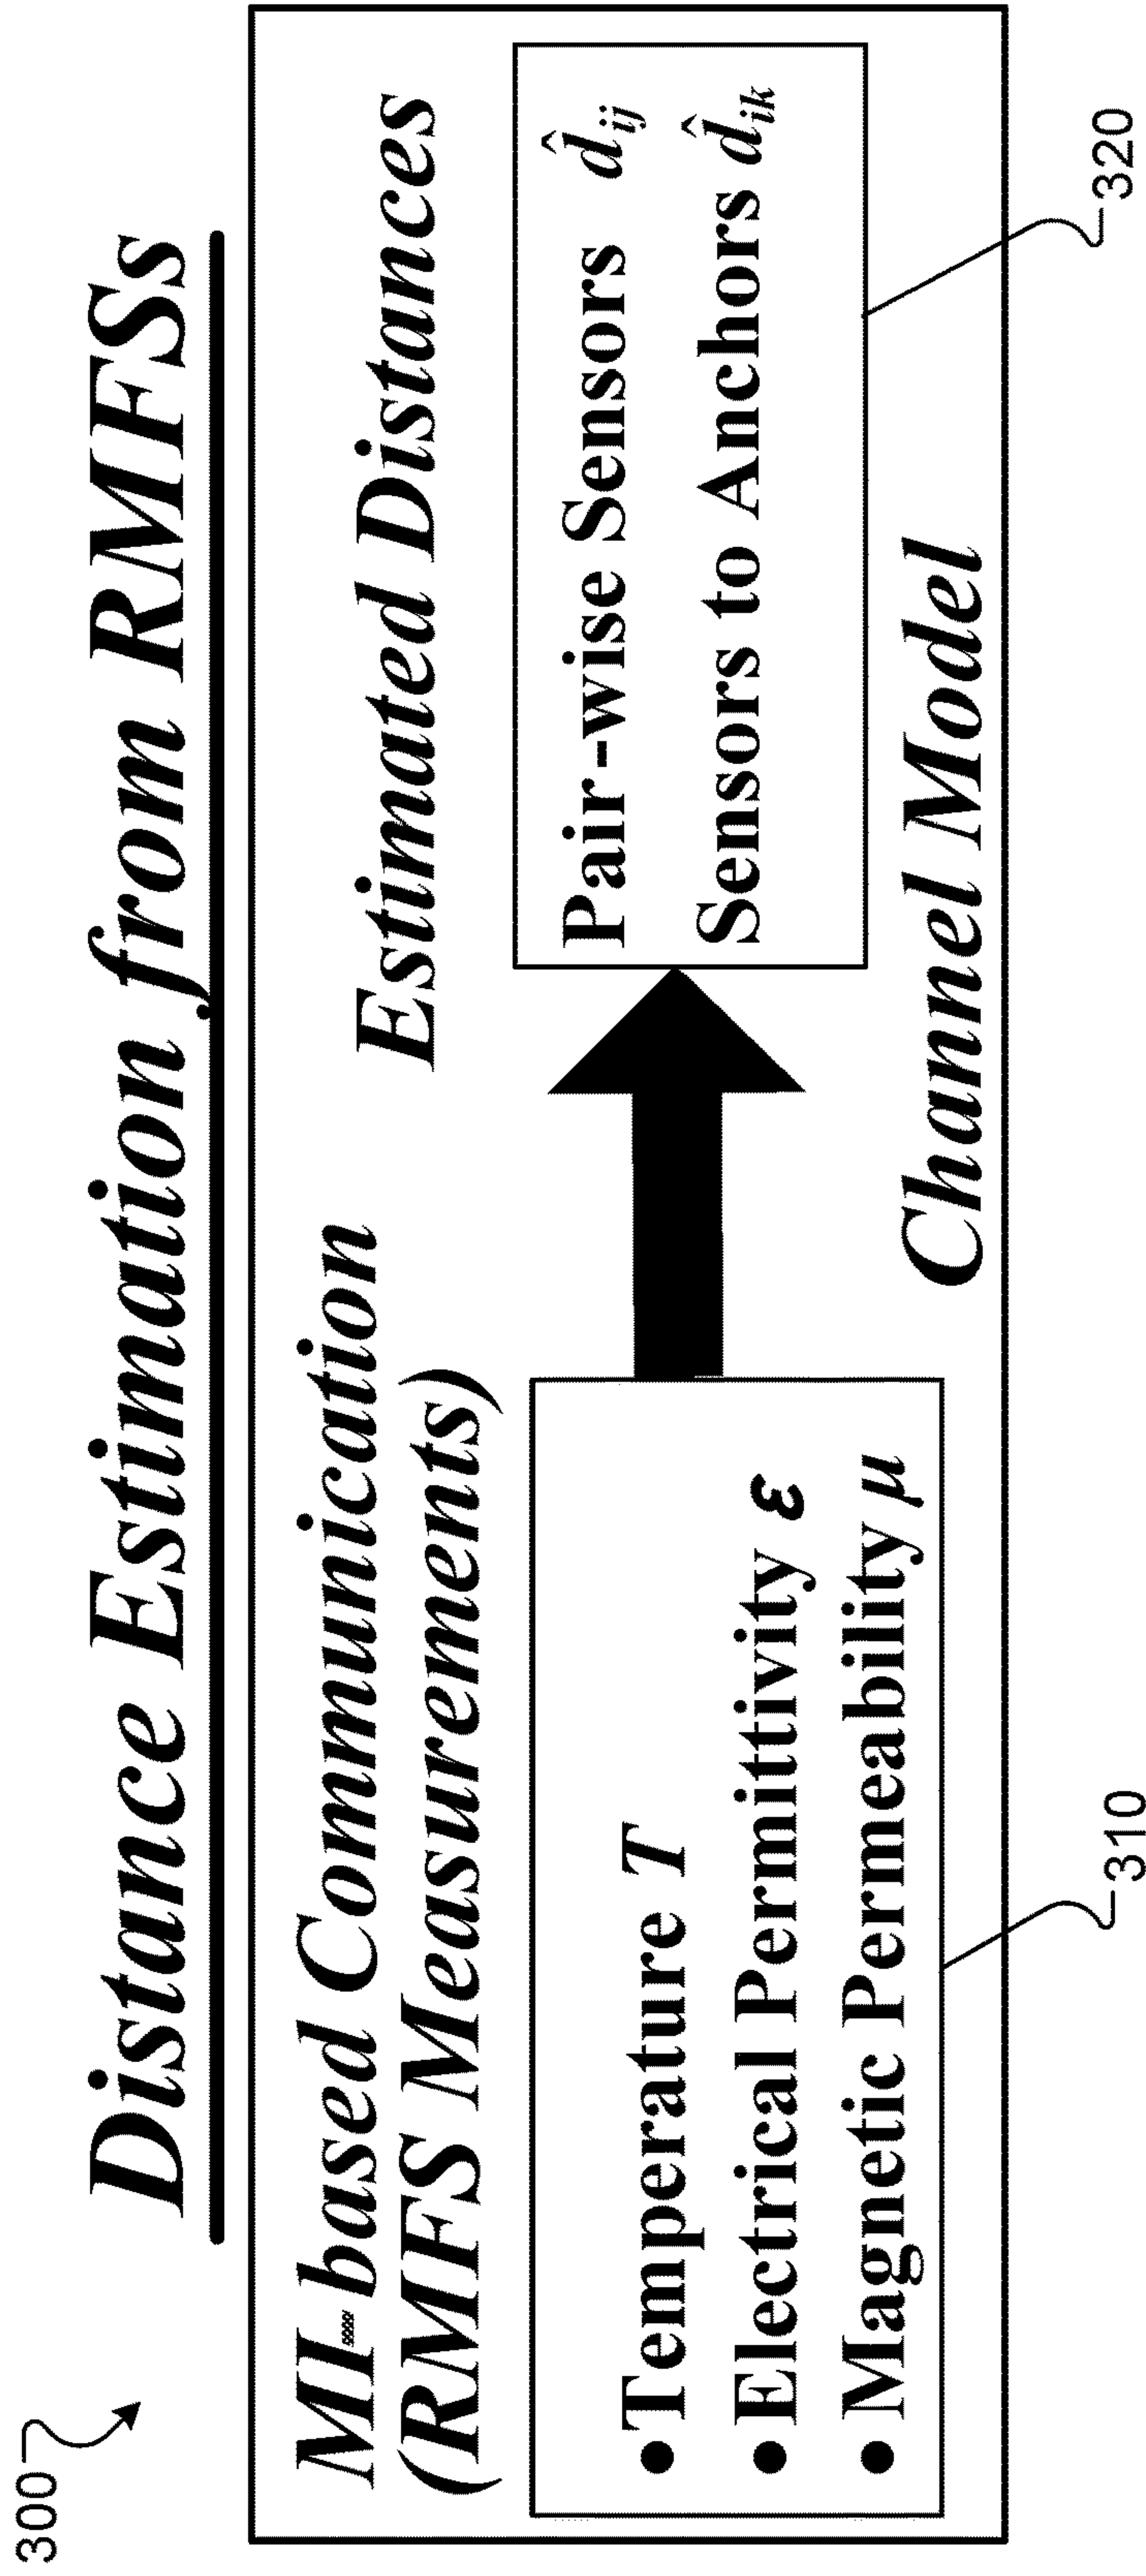 300
Distance Estimation from RMFSs
MI-based Communication
(RMFS Measurements)
Estimated Distances
• Temperature T
• Electrical Permittivity ε
• Magnetic Permeability μ
Pair-wise Sensors d̂ij
Sensors to Anchors d̂ik
Channel Model
310
320